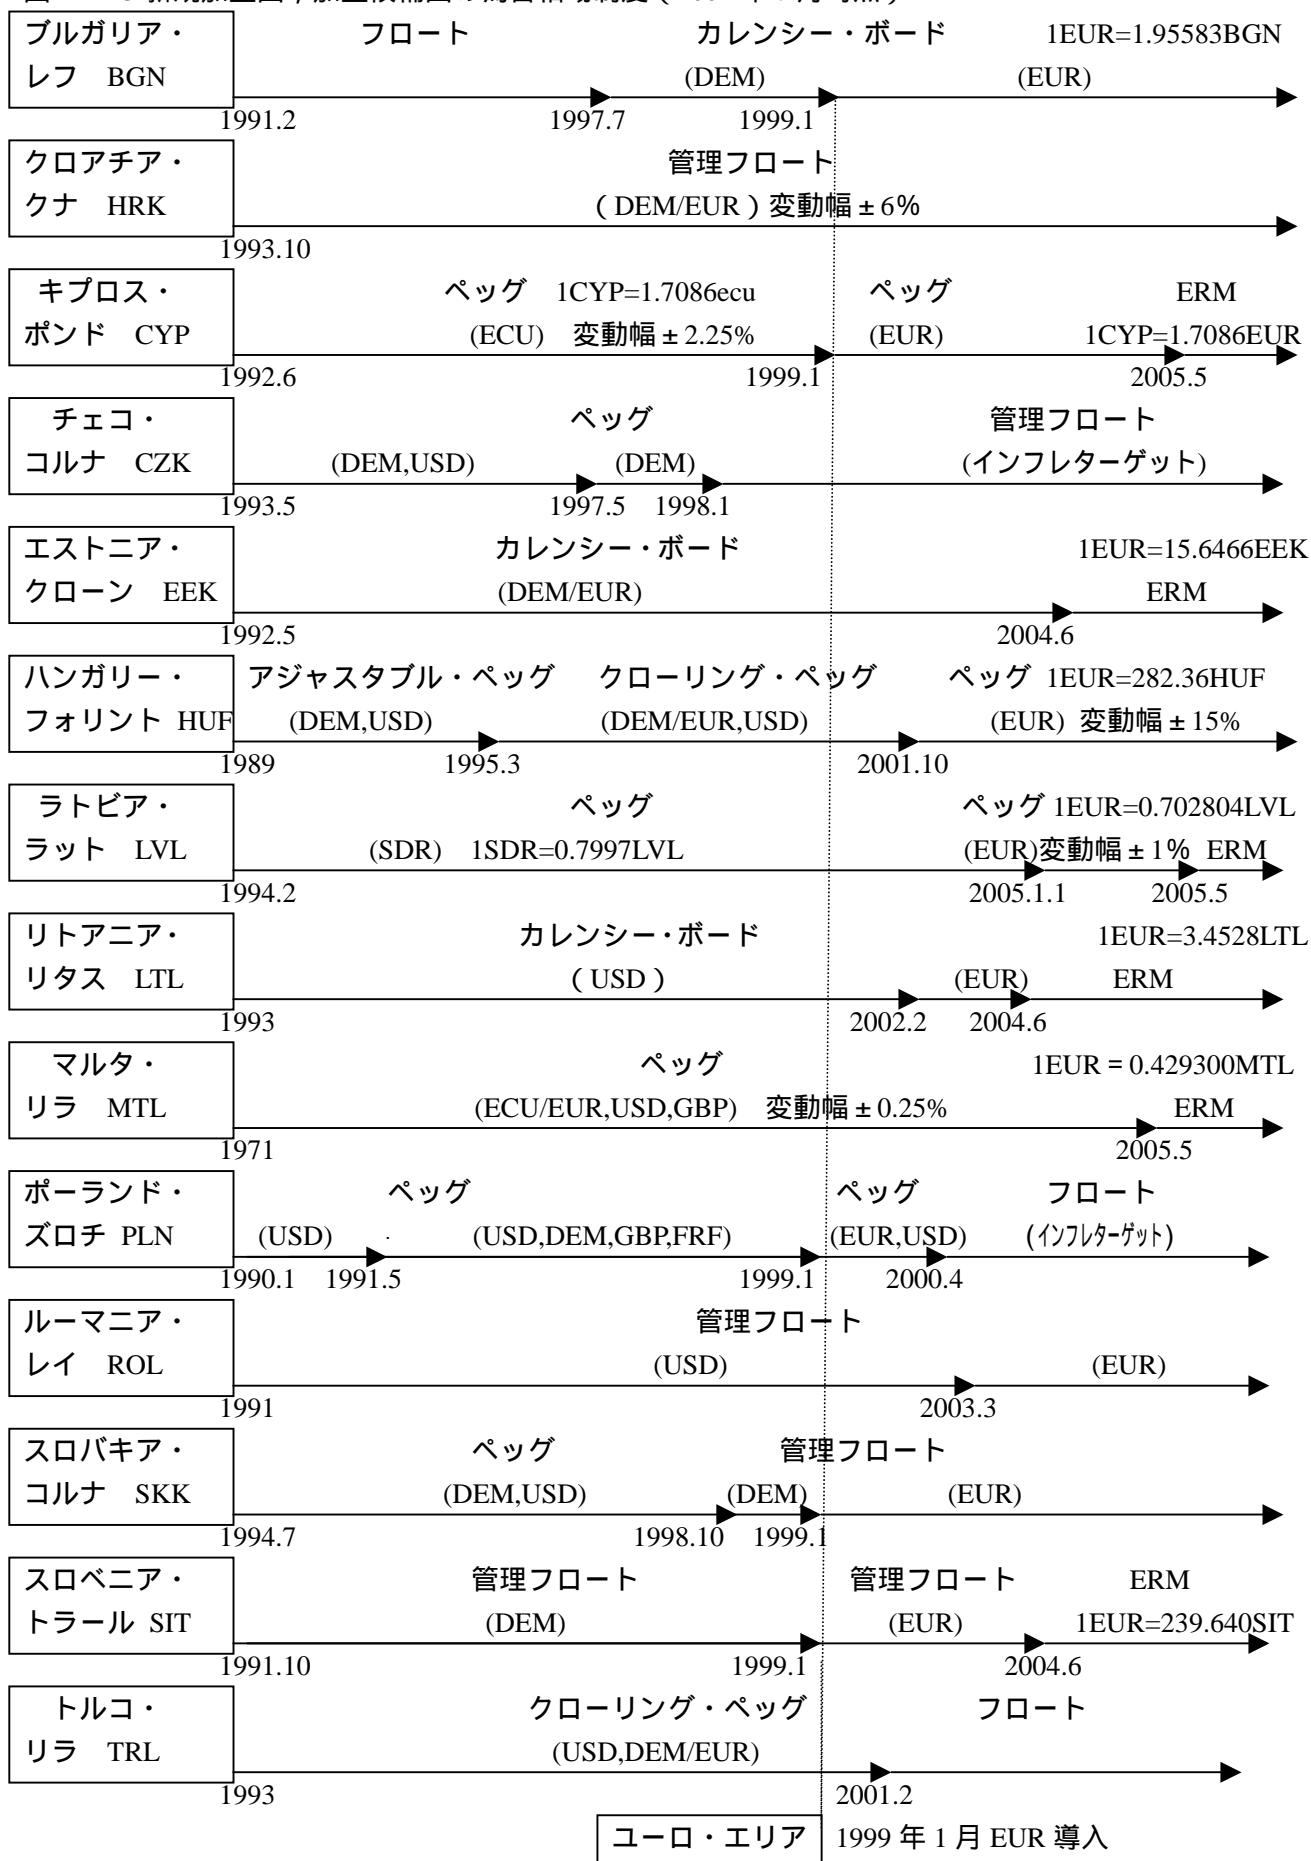 ブルガリア・ フロート カレンシー・ボード 1EUR=1.95583BGN
レフ BGN (DEM) (EUR)
1991.2 1997.7 1999.1
クロアチア・ 管理フロート
クナ HRK (DEM/EUR)変動幅±6%
1993.10
キプロス・ ペッグ 1CYP=1.7086ecu ペッグ ERM
ポンド CYP (ECU) 変動幅±2.25% (EUR) 1CYP=1.7086EUR
1992.6 1999.1 2005.5
チェコ・ ペッグ 管理フロート
コルナ CZK (DEM,USD) (DEM) (インフレターゲット)
1993.5 1997.5 1998.1
エストニア・ カレンシー・ボード 1EUR=15.6466EEK
クローン EEK (DEM/EUR) ERM
1992.5 2004.6
ハンガリー・ アジャスタブル・ペッグ クローリング・ペッグ ペッグ 1EUR=282.36HUF
フォリント HUF (DEM,USD) (DEM/EUR,USD) (EUR) 変動幅±15%
1989 1995.3 2001.10
ラトビア・ ペッグ ペッグ 1EUR=0.702804LVL
ラット LVL (SDR) 1SDR=0.7997LVL (EUR)変動幅±1% ERM
1994.2 2005.1.1 2005.5
リトアニア・ カレンシー・ボード 1EUR=3.4528LTL
リタス LTL (USD) (EUR) ERM
1993 2002.2 2004.6
マルタ・ ペッグ 1EUR=0.429300MTL
リラ MTL (ECU/EUR,USD,GBP) 変動幅±0.25% ERM
1971 2005.5
ポーランド・ ペッグ ペッグ フロート
ズロチ PLN (USD) (USD,DEM,GBP,FRF) (EUR,USD) (インフレターゲット)
1990.1 1991.5 1999.1 2000.4
ルーマニア・ 管理フロート
レイ ROL (USD) (EUR)
1991 2003.3
スロバキア・ ペッグ 管理フロート
コルナ SKK (DEM,USD) (DEM) (EUR)
1994.7 1998.10 1999.1
スロベニア・ 管理フロート 管理フロート ERM
トラール SIT (DEM) (EUR) 1EUR=239.640SIT
1991.10 1999.1 2004.6
トルコ・ クローリング・ペッグ フロート
リラ TRL (USD,DEM/EUR)
1993 2001.2
ユーロ・エリア 1999 年 1 月 EUR 導入